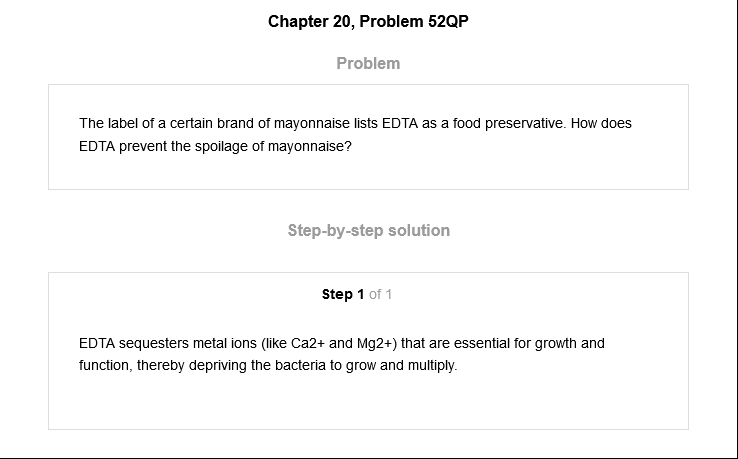 Chapter 20, Problem 52QP
Problem
The label of a certain brand of mayonnaise lists EDTA as a food preservative. How does
EDTA prevent the spoilage of mayonnaise?
Step-by-step solution
Step 1 of 1
EDTA sequesters metal ions (like Ca2+ and Mg2+) that are essential for growth and
function, thereby depriving the bacteria to grow and multiply.